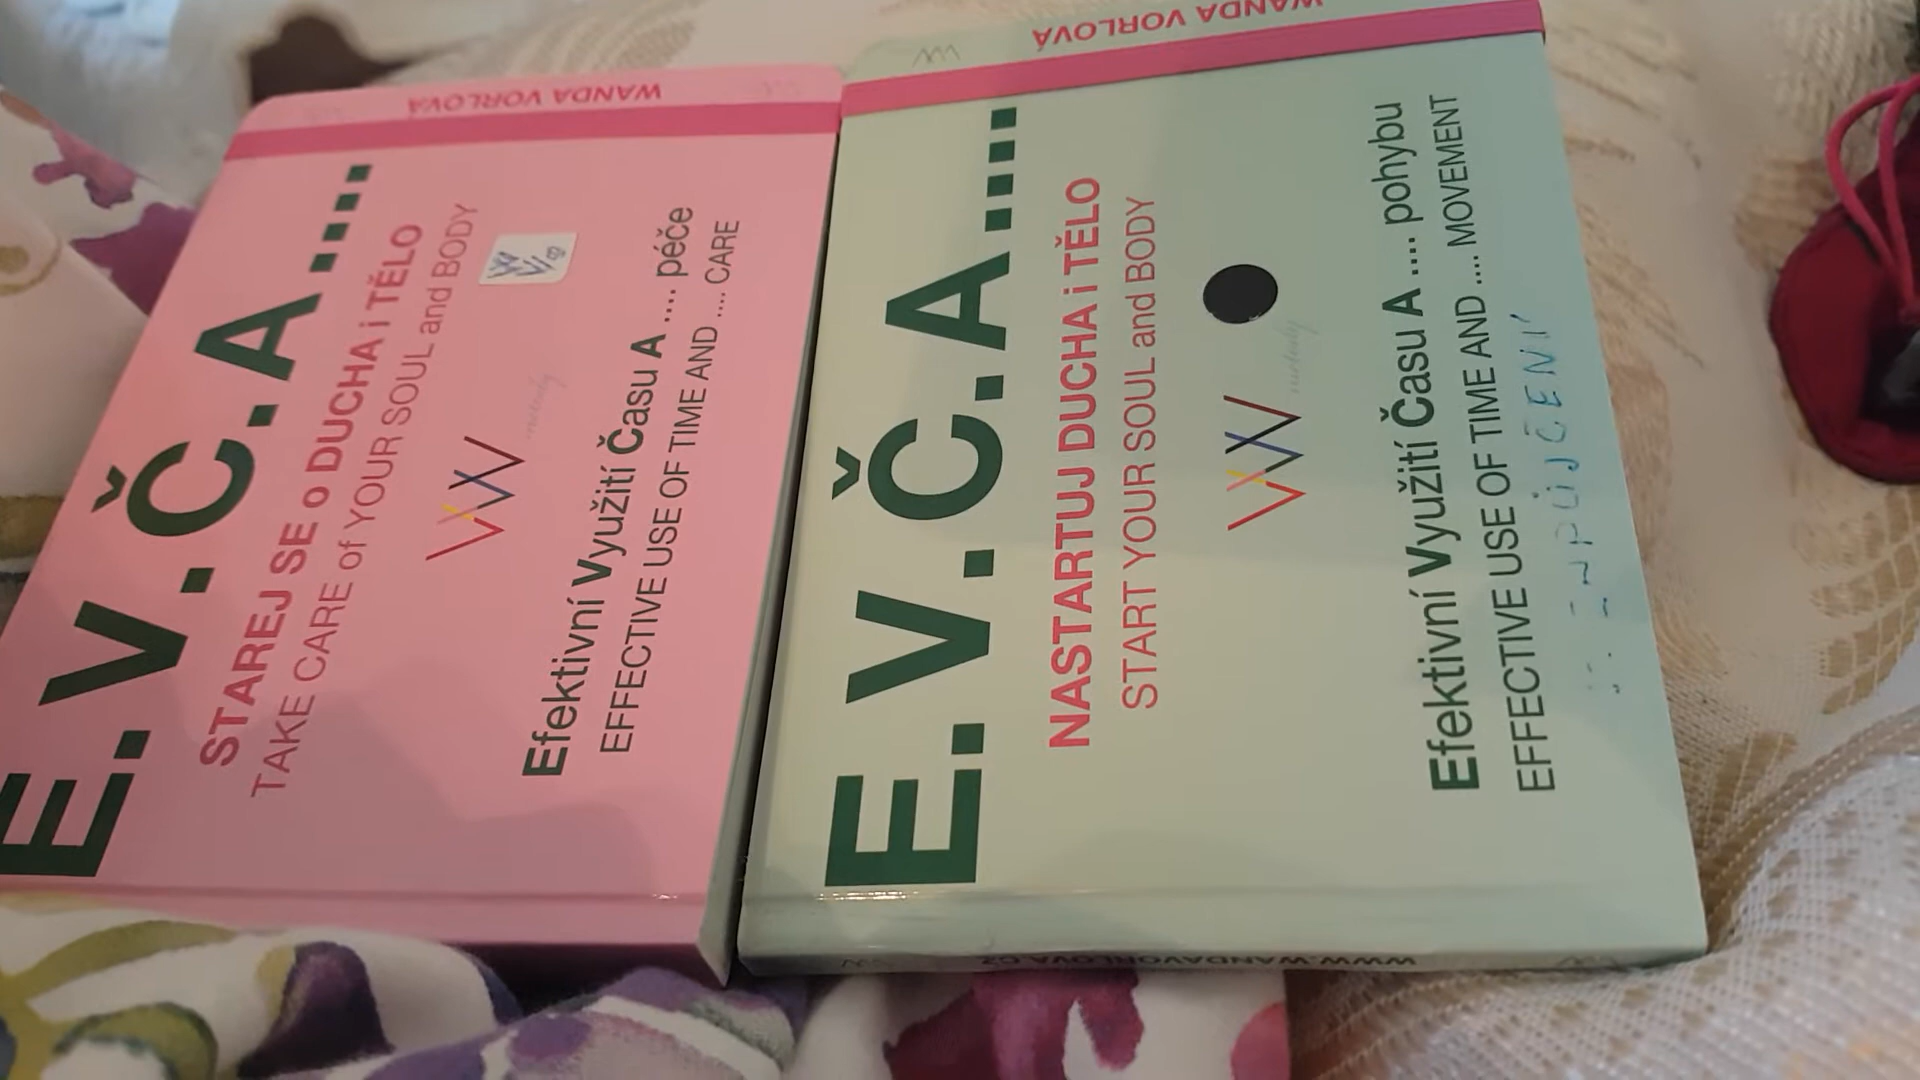 WANDA VORLOVÁ
E.V.Č.A....
STAREJ SE o DUCHA i TĚLO
TAKE CARE of YOUR SOUL and BODY
Efektivní Využití Času A .... péče
EFFECTIVE USE OF TIME AND .... CARE
WANDA VORLOVÁ
E.V.Č.A....
NASTARTUJ DUCHA i TĚLO
START YOUR SOUL and BODY
Efektivní Využití Času A .... pohybu
EFFECTIVE USE OF TIME AND .... MOVEMENT
WWW.WANDAVORLOVA.CZ